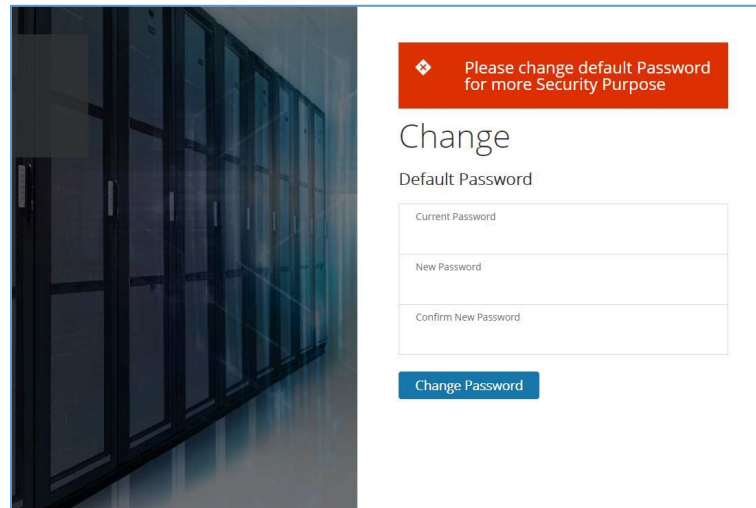 Please change default Password
for more Security Purpose
Change
Default Password
Current Password
New Password
Confirm New Password
Change Password